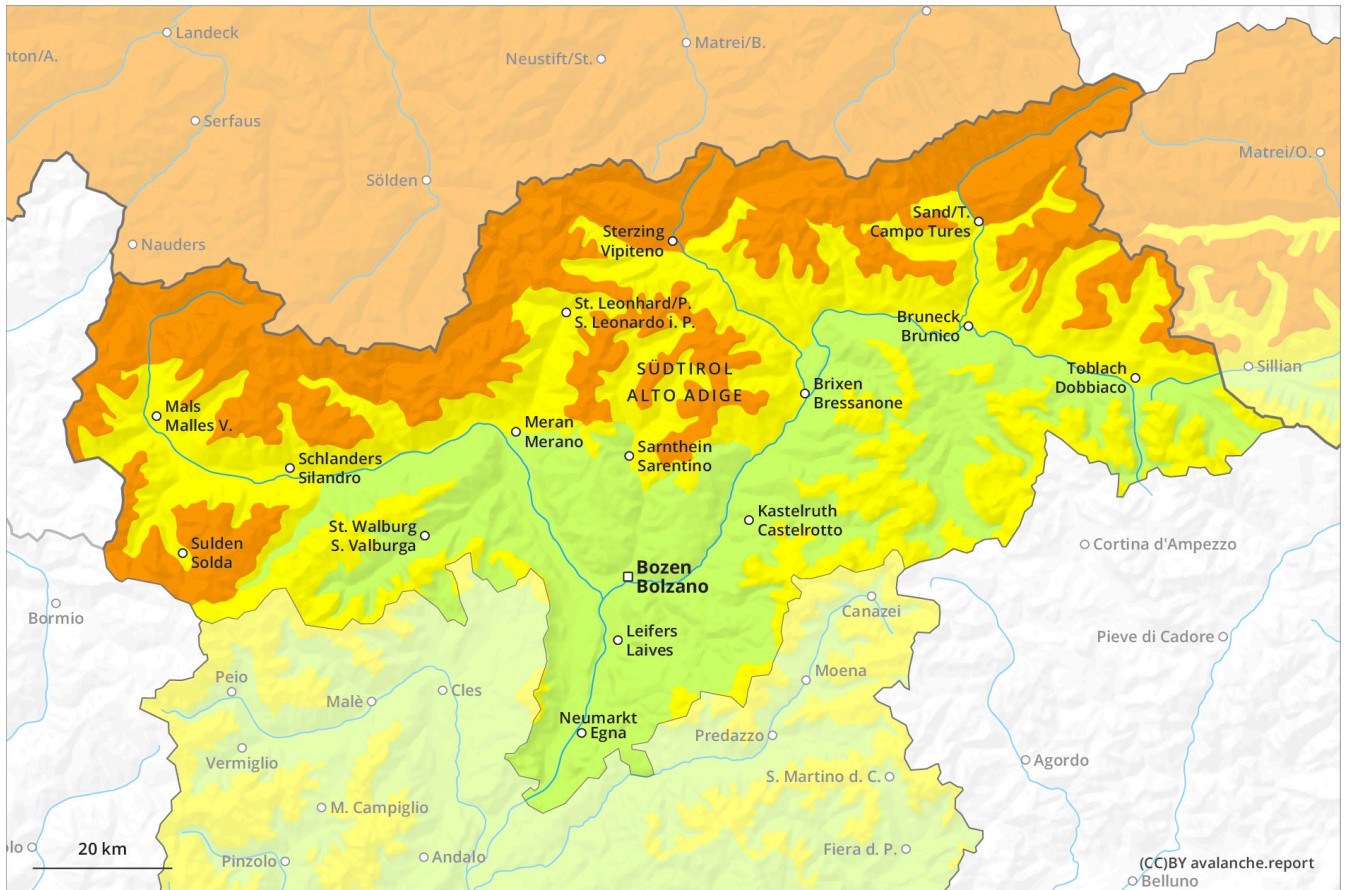 Landeck
Matrei/B.
nton/A.
Neustift/St.
Serfaus
Matrei/O.
Sölden
Sand/T.
Campo Tures
Nauders
Sterzing
Vipiteno
St. Leonhard/P.
S. Leonardo i. P.
Bruneck
Brunico
SÜDTIROL
ALTO ADIGE
Toblach
Dobbiaco
Sillian
Brixen
Bressanone
Mals
Malles V.
Meran
Merano
Sarnthein
Sarentino
Schlanders
Silandro
Kastelruth
Castelrotto
St. Walburg
S. Valburga
Sulden
Solda
Cortina d'Ampezzo
Bozen
Bolzano
Bormio
Canazei
Leifers
Laives
Pieve di Cadore
Peio
Moena
Malè
Cles
Neumarkt
Egna
Predazzo
Vermiglio
Agordo
S. Martino d. C.
M. Campiglio
lo
20 km
Pinzolo
Andalo
Fiera d. P.
(CC)BY avalanche.report
Belluno